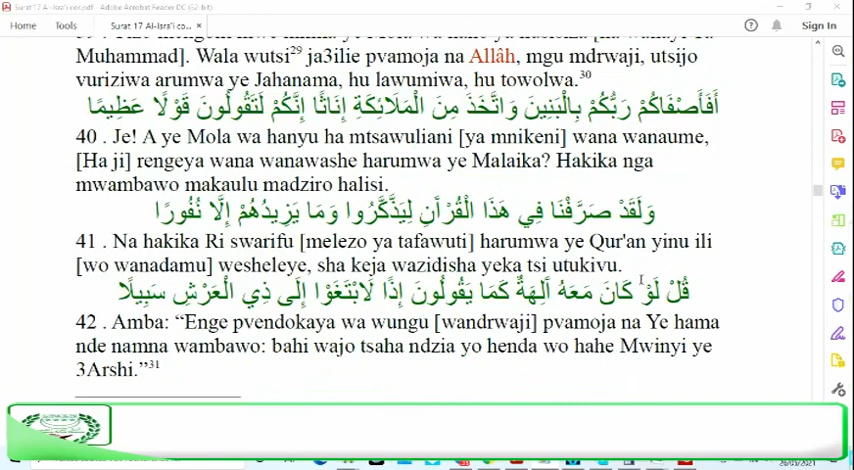 Surat 17 Al-Isra'i cor.pdf - Adobe Acrobat Reader DC (32-bit)
Home Tools Surat 17 Al-Isra'i co... × Sign In
Muhammad]. Wala wutsi²⁹ ja3ilie pvamoja na Allâh, mgu mdrwaji, utsijo
vuriziwa arumwa ye Jahanama, hu lawumiwa, hu towolwa.³⁰
أَفَأَصْفَاكُمْ رَبُّكُمْ بِالْبَنِينَ وَاتَّخَذَ مِنَ الْمَلَائِكَةِ إِنَاثًا إِنَّكُمْ لَتَقُولُونَ قَوْلًا عَظِيمًا
40 . Je! A ye Mola wa hanyu ha mtsawuliani [ya mnikeni] wana wanaume,
[Ha ji] rengeya wana wanawashe harumwa ye Malaika? Hakika nga
mwambawo makaulu madziro halisi.
وَلَقَدْ صَرَّفْنَا فِي هَذَا الْقُرْآنِ لِيَذَّكَّرُوا وَمَا يَزِيدُهُمْ إِلَّا نُفُورًا
41 . Na hakika Ri swarifu [melezo ya tafawuti] harumwa ye Qur'an yinu ili
[wo wanadamu] wesheleye, sha keja wazidisha yeka tsi utukivu.
قُلْ لَوْ كَانَ مَعَهُ آلِهَةٌ كَمَا يَقُولُونَ إِذًا لَابْتَغَوْا إِلَى ذِي الْعَرْشِ سَبِيلًا
42 . Amba: “Enge pvendokaya wa wungu [wandrwaji] pvamoja na Ye hama
nde namna wambawo: bahi wajo tsaha ndzia yo henda wo hahe Mwinyi ye
3Arshi.”³¹
26/03/2021